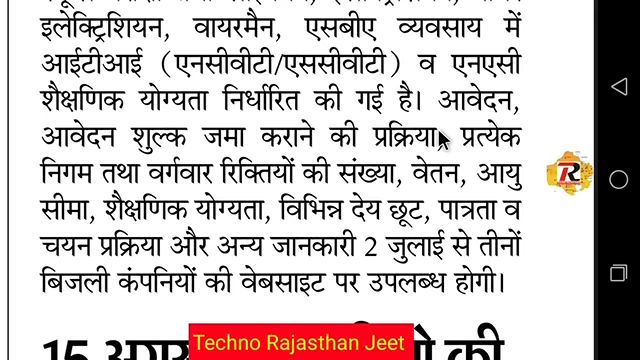 इलेक्ट्रिशियन, वायरमैन, एसबीए व्यवसाय में
आईटीआई (एनसीवीटी/एससीवीटी) व एनएसी
शैक्षणिक योग्यता निर्धारित की गई है। आवेदन,
आवेदन शुल्क जमा कराने की प्रक्रिया, प्रत्येक
निगम तथा वर्गवार रिक्तियों की संख्या, वेतन, आयु
सीमा, शैक्षणिक योग्यता, विभिन्न देय छूट, पात्रता व
चयन प्रक्रिया और अन्य जानकारी 2 जुलाई से तीनों
बिजली कंपनियों की वेबसाइट पर उपलब्ध होगी।
15 की
Techno Rajasthan Jeet